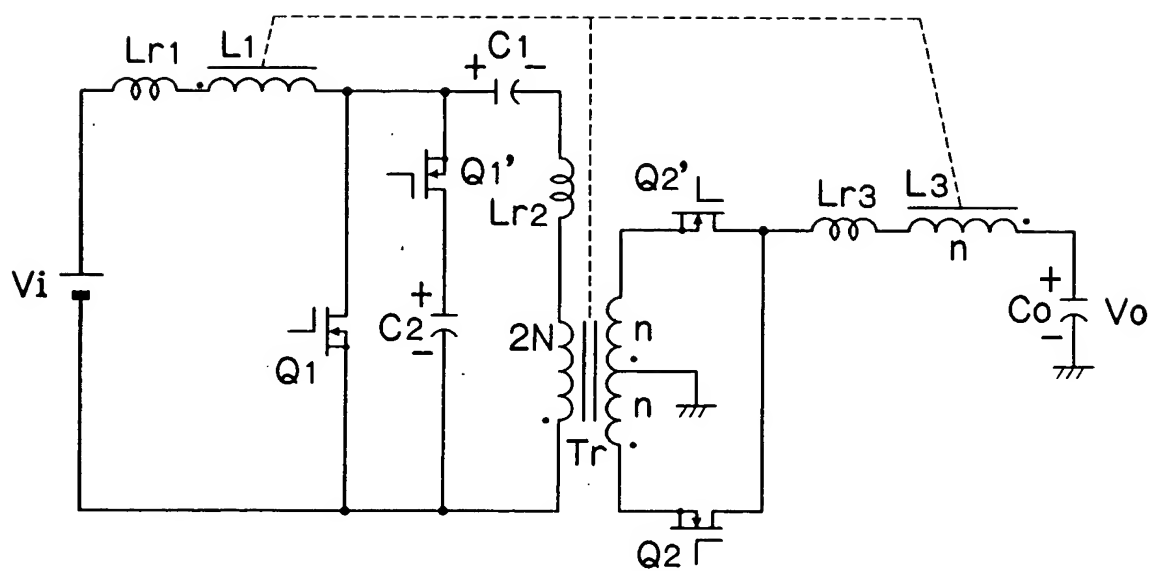 Lr1
L1
+ C1 -
Q1'
Lr2
Q2'
Lr3
L3
n
Vi
Q1
+
C2
-
2N
n
n
Tr
+
Co
-
Vo
Q2